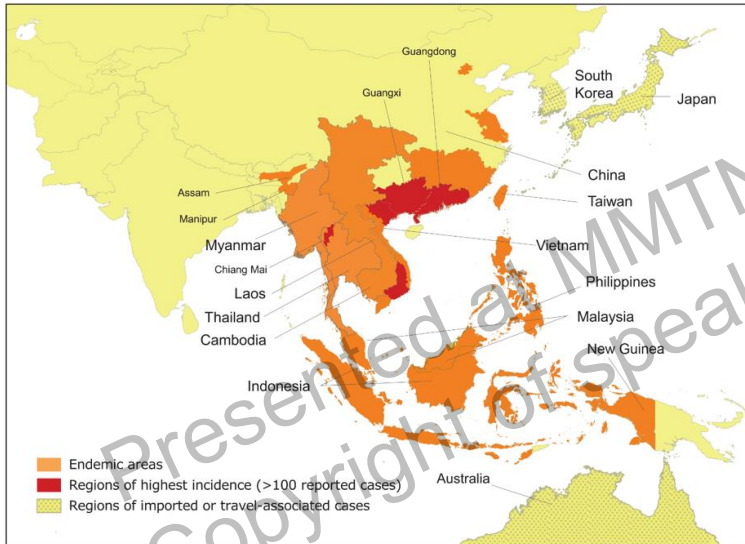 Guangdong
Guangxi
South
Korea
Japan
China
Assam
Taiwan
Manipur
Myanmar
Vietnam
Chiang Mai
Philippines
Laos
Malaysia
Thailand
New Guinea
Cambodia
Indonesia
Endemic areas
Regions of highest incidence (>100 reported cases)
Australia
Regions of imported or travel-associated cases
Presented at MMTN
Copyright of speak